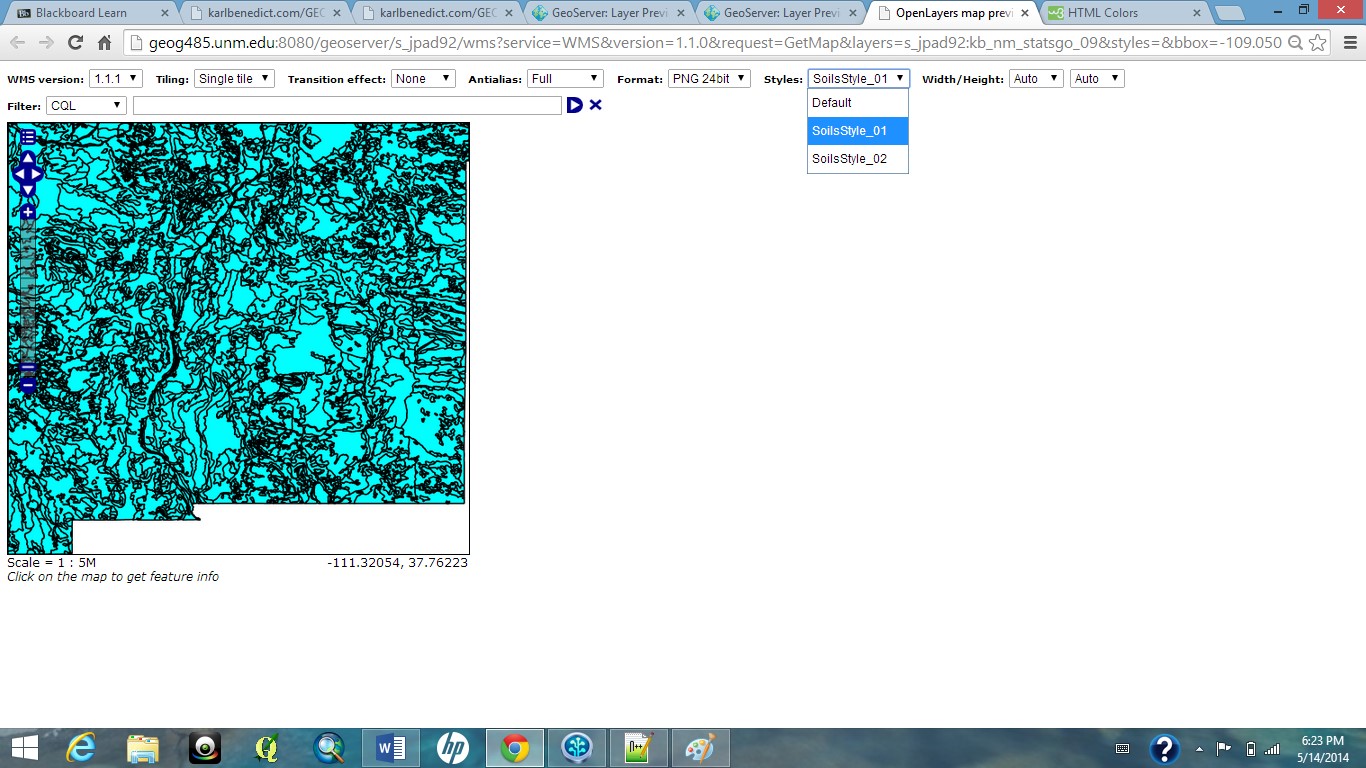 Blackboard Learn
karlbenedict.com/GEO
karlbenedict.com/GEO
GeoServer: Layer Previ
GeoServer: Layer Previ
OpenLayers map previ
HTML Colors
geog485.unm.edu:8080/geoserver/s_jpad92/wms?service=WMS&version=1.1.0&request=GetMap&layers=s_jpad92:kb_nm_statsgo_09&styles=&bbox=-109.050
WMS version: 1.1.1 Tiling: Single tile Transition effect: None Antialias: Full Format: PNG 24bit Styles: SoilsStyle_01 Width/Height: Auto Auto
Default
SoilsStyle_01
SoilsStyle_02
Filter: CQL
Scale = 1 : 5M -111.32054, 37.76223
Click on the map to get feature info
6:23 PM
5/14/2014